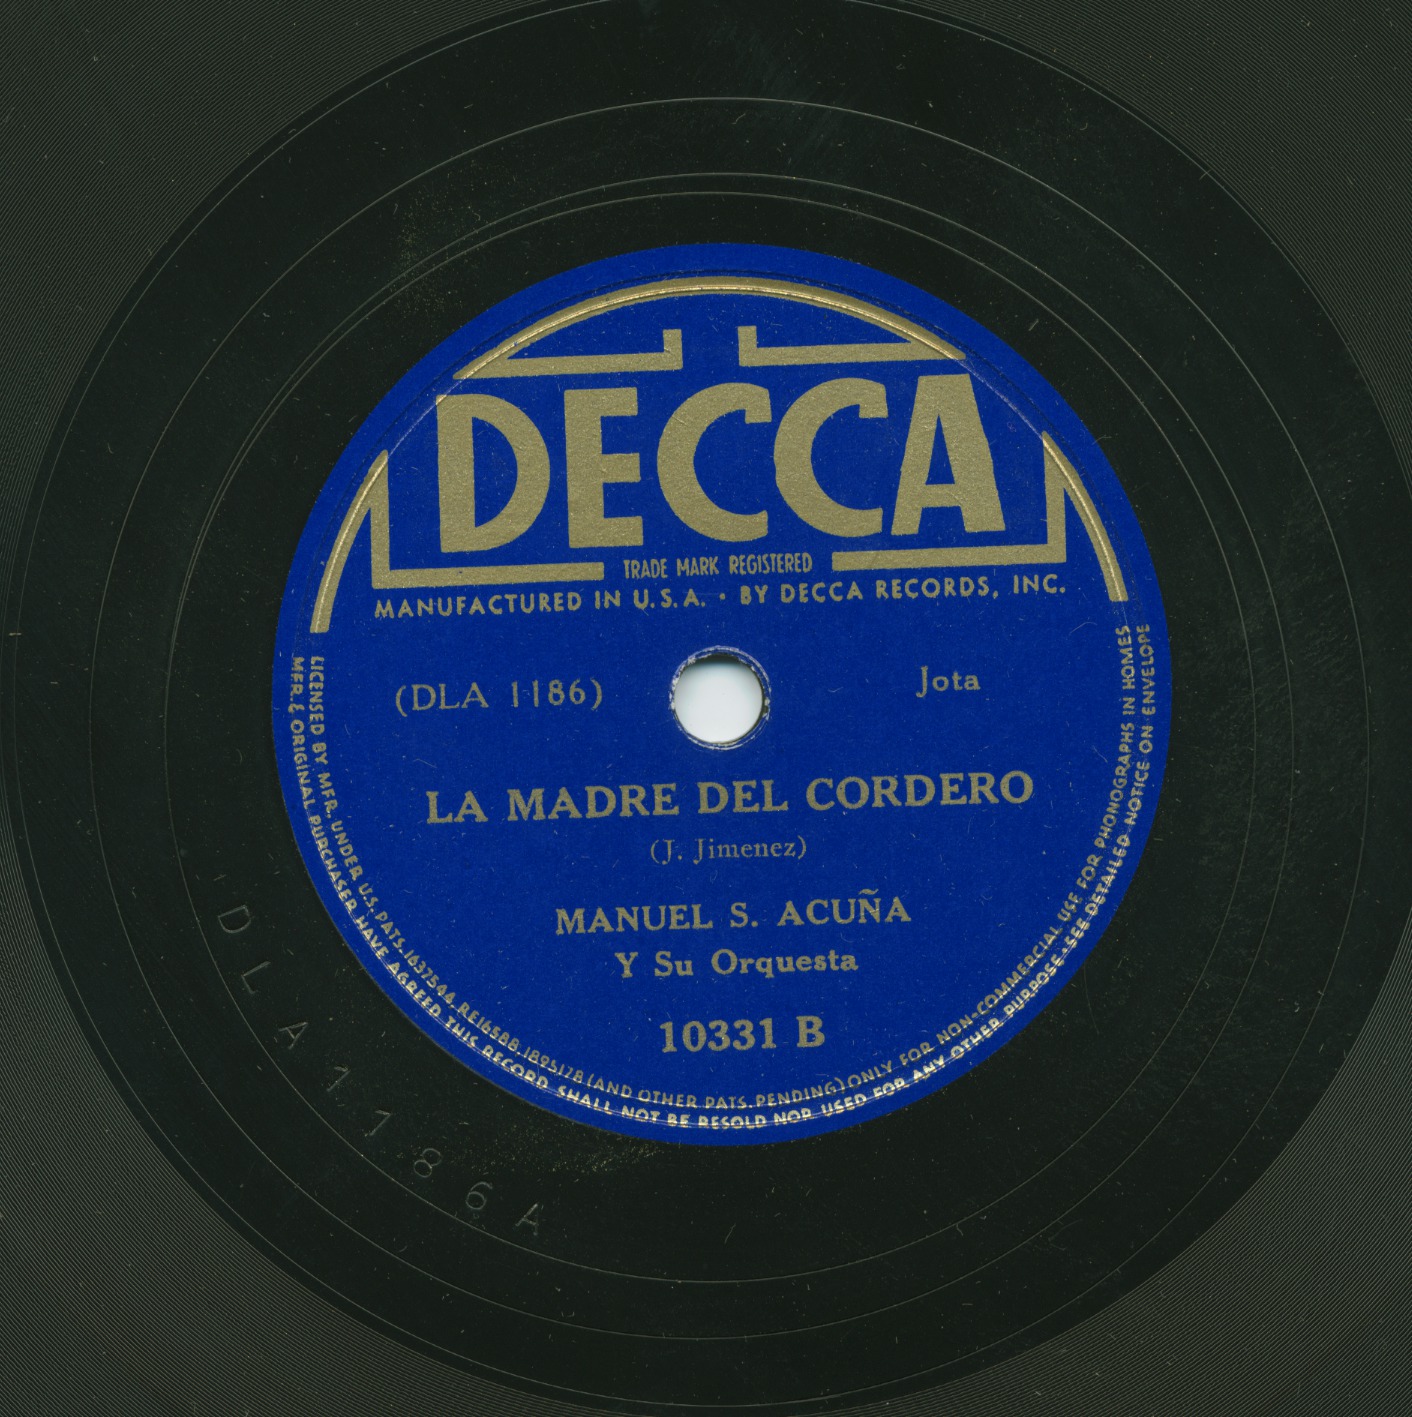 DECCA
TRADE MARK REGISTERED
MANUFACTURED IN U.S.A. · BY DECCA RECORDS, INC.
(DLA 1186)
Jota
LA MADRE DEL CORDERO
(J. Jimenez)
MANUEL S. ACUÑA
Y Su Orquesta
10331 B
LICENSED BY MFR. UNDER U.S. PATS. 1637544, RE16588, 1895178 (AND OTHER PATS. PENDING) ONLY FOR NON-COMMERCIAL USE FOR PHONOGRAPHS IN HOMES
MFR. & ORIGINAL PURCHASER HAVE AGREED THIS RECORD SHALL NOT BE RESOLD NOR USED FOR ANY OTHER PURPOSE·SEE DETAILED NOTICE ON ENVELOPE
DLA1186A